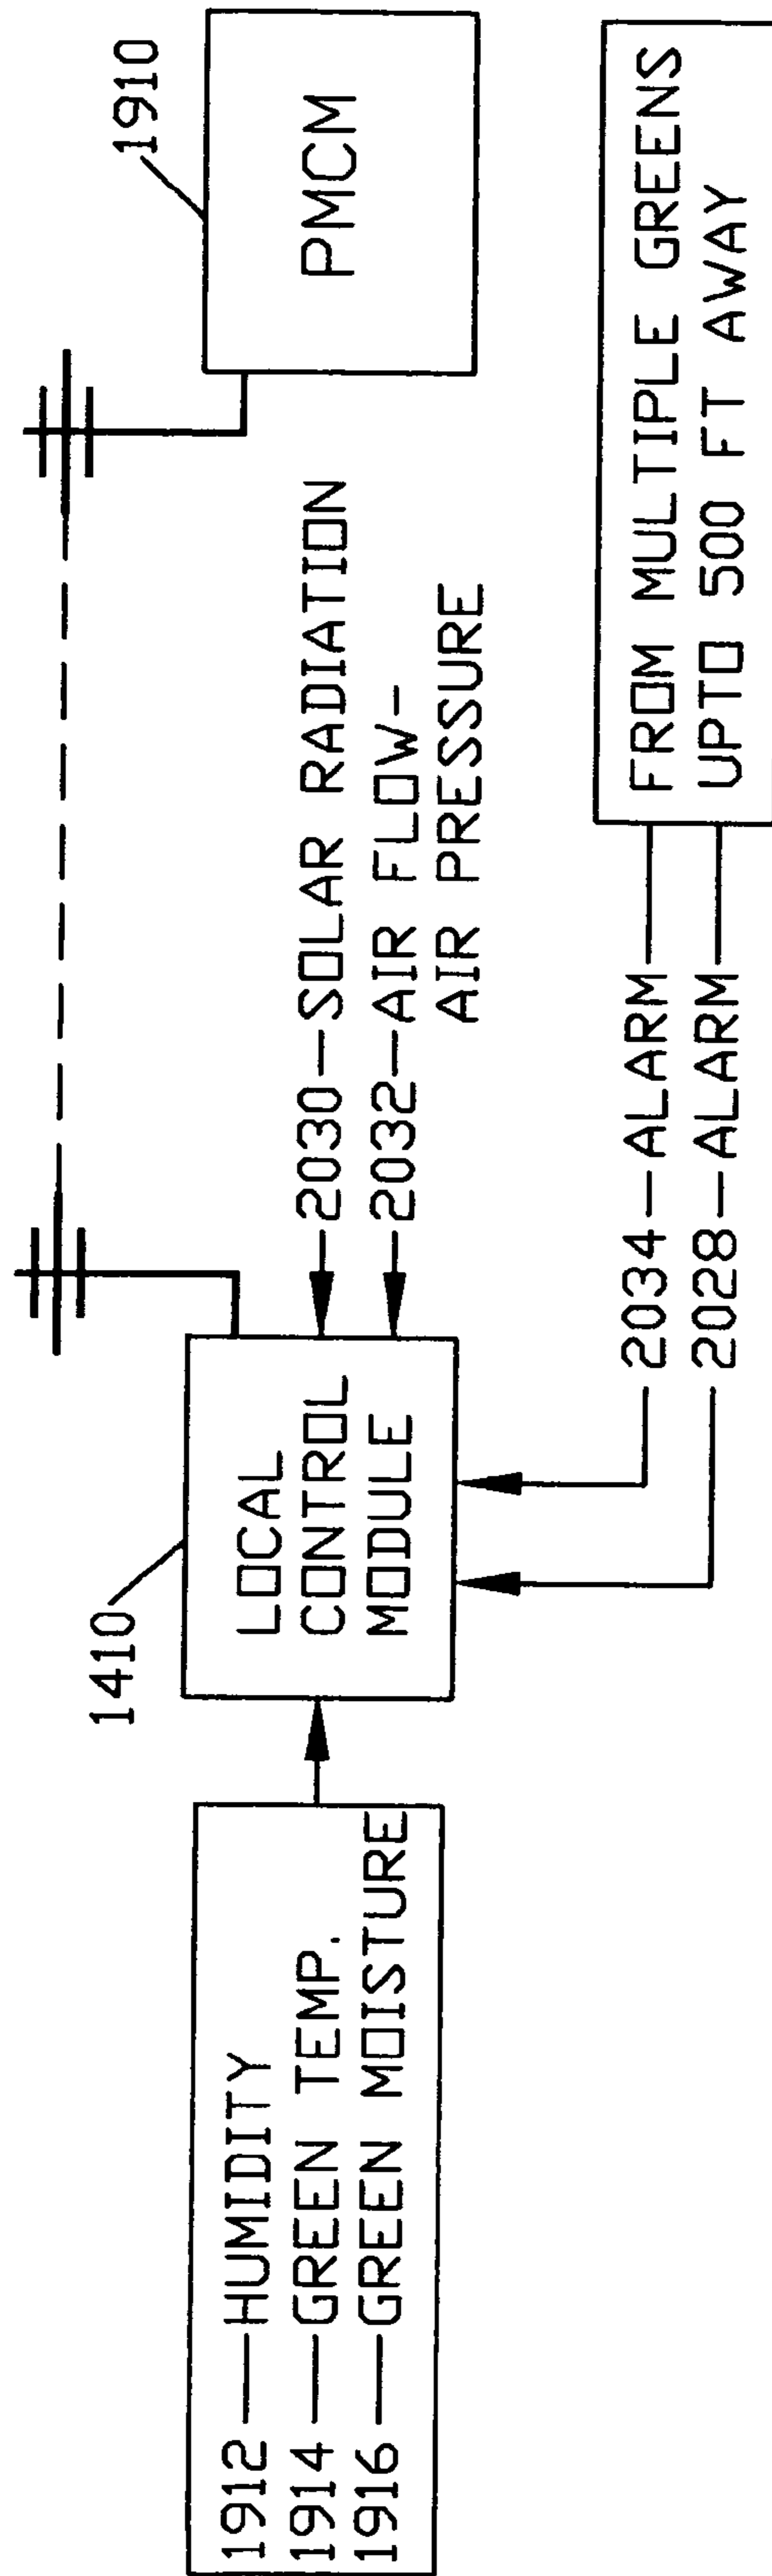 1912—HUMIDITY
1914—GREEN TEMP.
1916—GREEN MOISTURE
1410
LOCAL
CONTROL
MODULE
2030—SOLAR RADIATION
2032—AIR FLOW-
AIR PRESSURE
2034—ALARM
2028—ALARM
1910
PMCM
FROM MULTIPLE GREENS
UPTO 500 FT AWAY